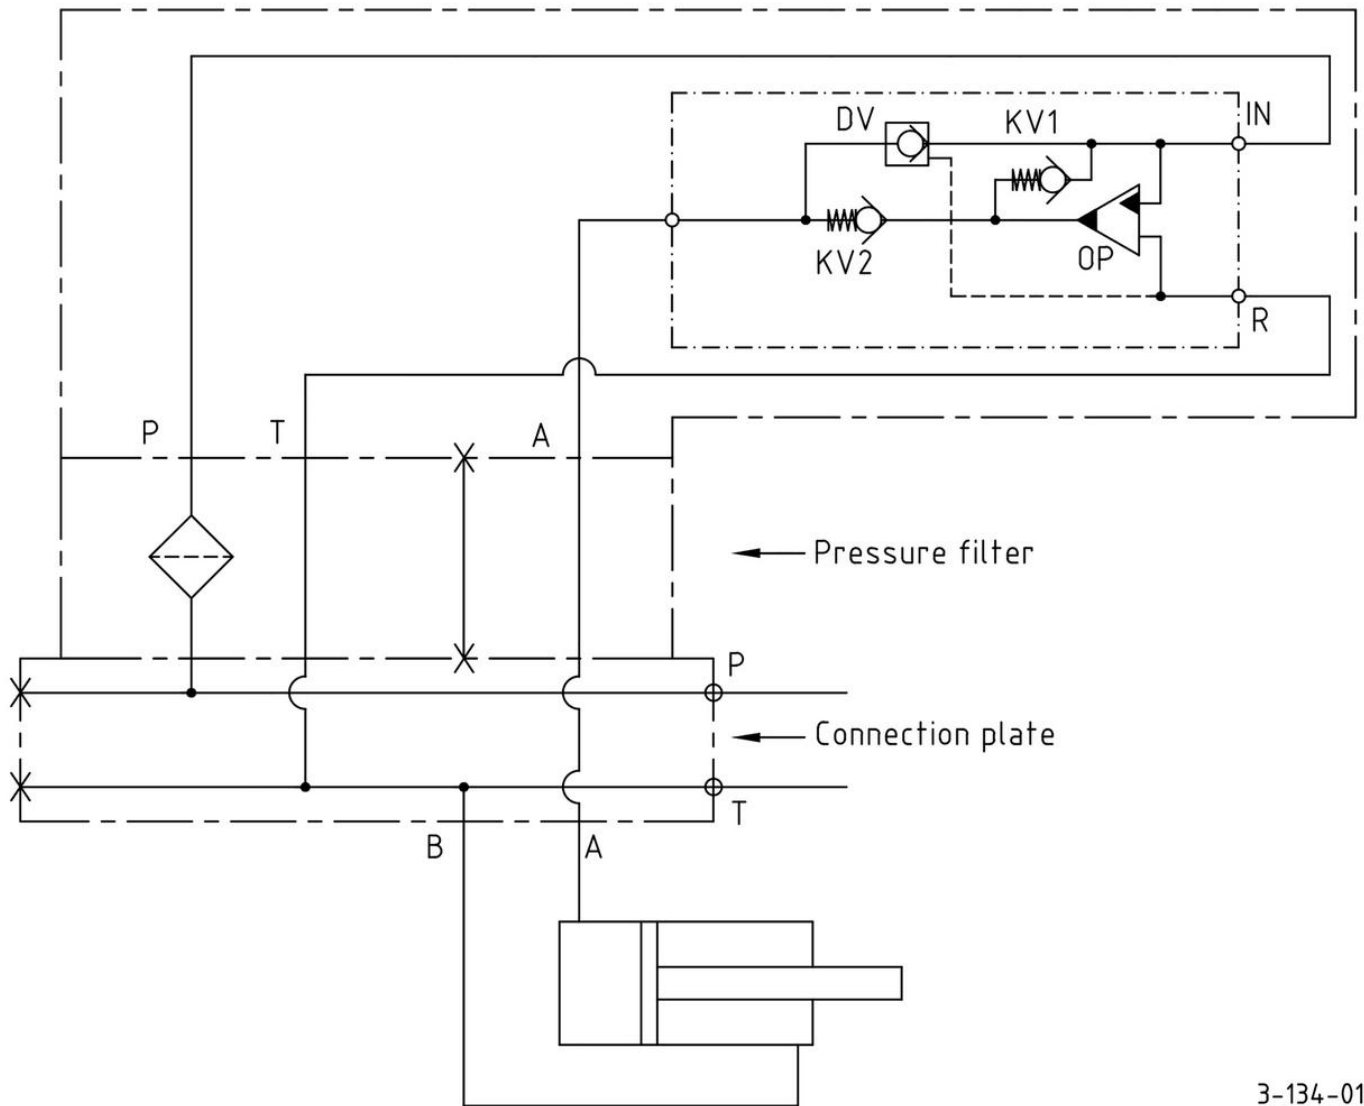 DV
KV1
IN
KV2
OP
R
P
T
A
Pressure filter
P
Connection plate
T
B
A
3-134-01